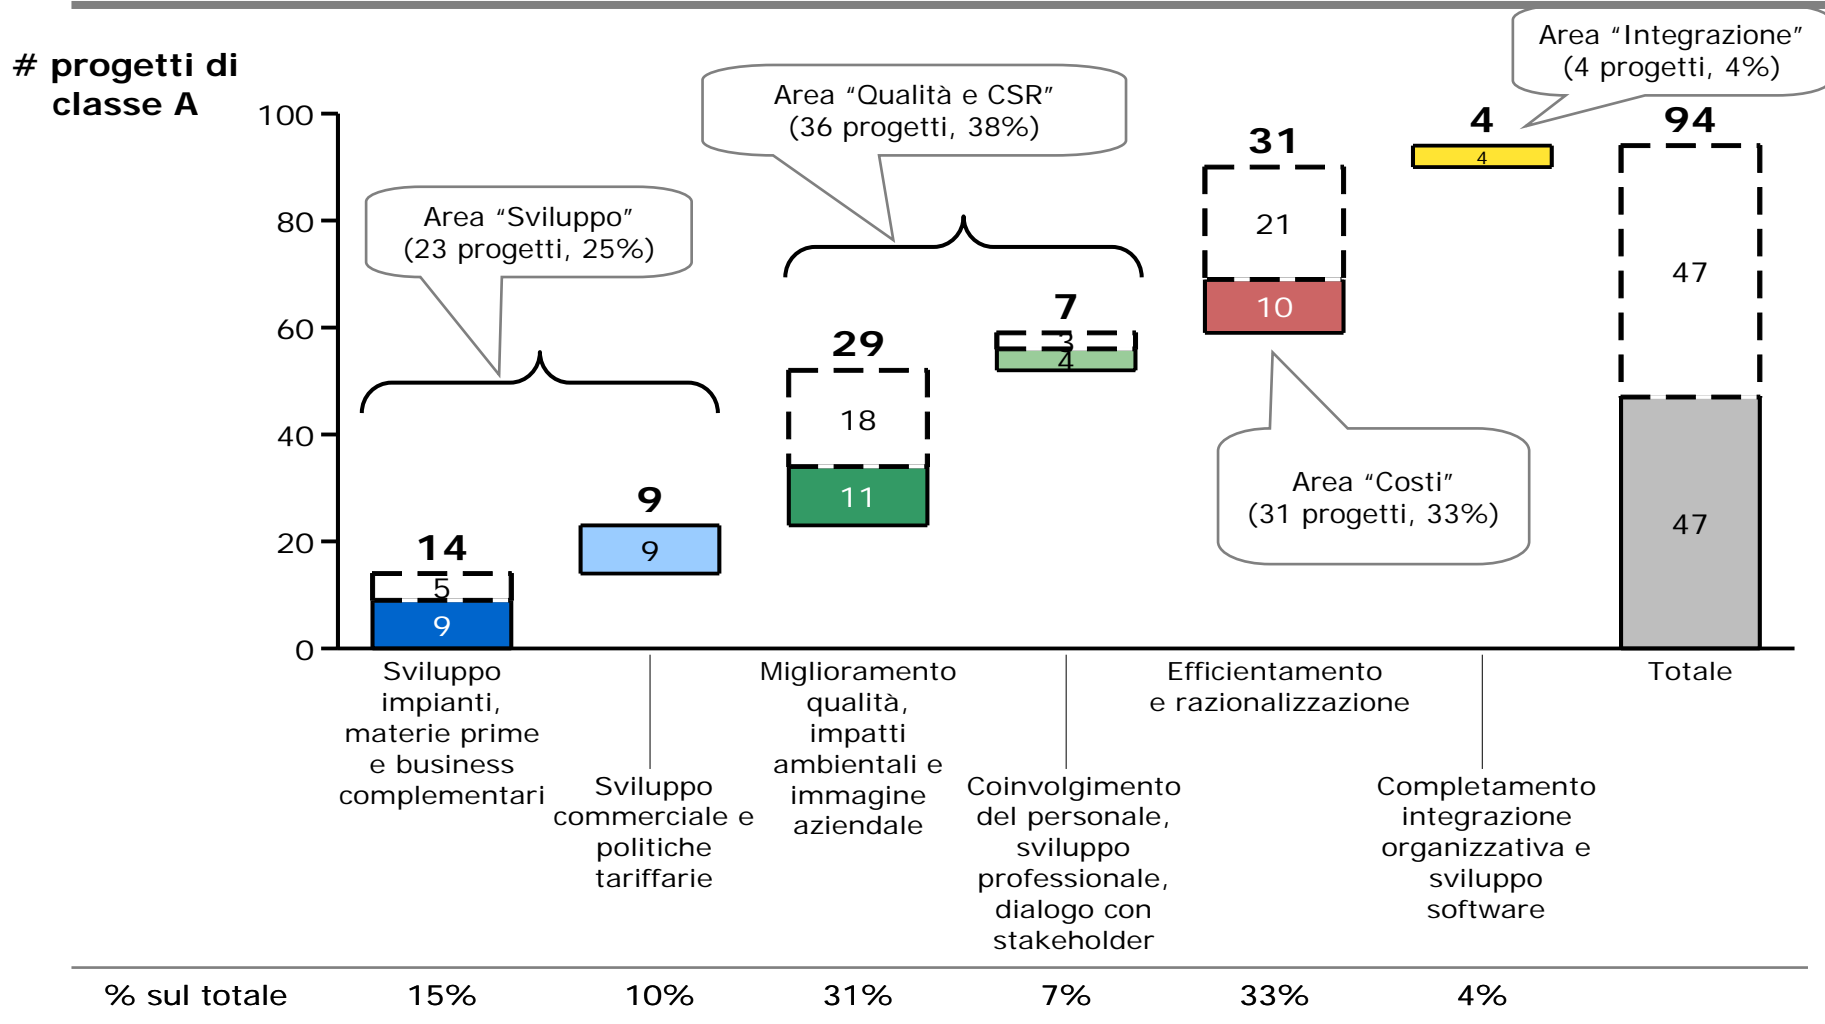 # progetti di
classe A
Area “Integrazione”
(4 progetti, 4%)
Area “Qualità e CSR”
(36 progetti, 38%)
Area “Sviluppo”
(23 progetti, 25%)
Area “Costi”
(31 progetti, 33%)
100
80
60
40
20
0
14
5
9
9
9
29
18
11
7
3
4
31
21
10
4
4
94
47
47
Sviluppo
impianti,
materie prime
e business
complementari
Sviluppo
commerciale e
politiche
tariffarie
Miglioramento
qualità,
impatti
ambientali e
immagine
aziendale
Coinvolgimento
del personale,
sviluppo
professionale,
dialogo con
stakeholder
Efficientamento
e razionalizzazione
Completamento
integrazione
organizzativa e
sviluppo
software
Totale
% sul totale 15% 10% 31% 7% 33% 4%